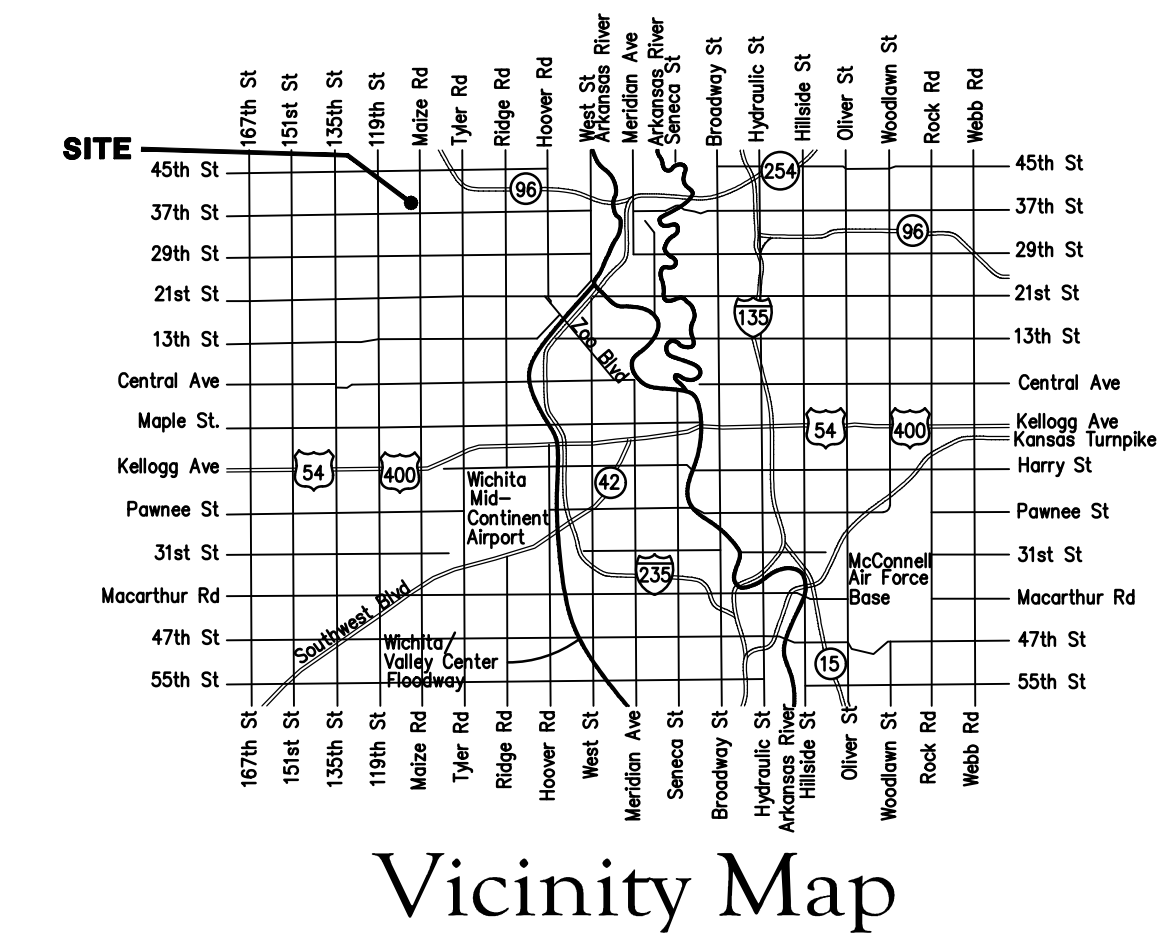 167th St
151st St
135th St
119th St
Maize Rd
Tyler Rd
Ridge Rd
Hoover Rd
West St
Arkansas River
Meridian Ave
Arkansas River
Seneca St
Broadway St
Hydraulic St
Hillside St
Oliver St
Woodlawn St
Rock Rd
Webb Rd
SITE
45th St
254
45th St
96
37th St
37th St
96
29th St
29th St
21st St
21st St
135
13th St
Zoo Blvd
13th St
Central Ave
Central Ave
Maple St.
54
400
Kellogg Ave
Kansas Turnpike
Kellogg Ave
54
400
Harry St
Wichita
Mid-
Continent
Airport
42
Pawnee St
Pawnee St
31st St
31st St
235
McConnell
Air Force
Base
Macarthur Rd
Macarthur Rd
Southwest Blvd
47th St
47th St
Wichita/
Valley Center
Floodway
15
55th St
55th St
167th St
151st St
135th St
119th St
Maize Rd
Tyler Rd
Ridge Rd
Hoover Rd
West St
Meridian Ave
Seneca St
Broadway St
Hydraulic St
Arkansas River
Hillside St
Oliver St
Woodlawn St
Rock Rd
Webb Rd
Vicinity Map